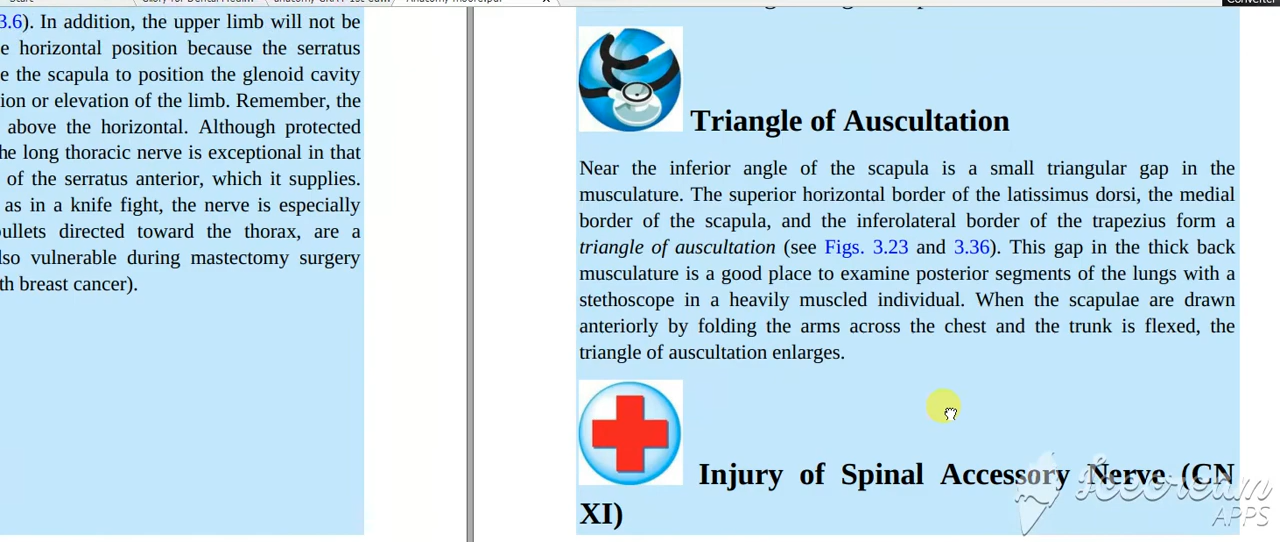 Start
Anatomy moore.pdf
Converter
3.6). In addition, the upper limb will not be
e horizontal position because the serratus
e the scapula to position the glenoid cavity
ion or elevation of the limb. Remember, the
above the horizontal. Although protected
he long thoracic nerve is exceptional in that
of the serratus anterior, which it supplies.
as in a knife fight, the nerve is especially
ullets directed toward the thorax, are a
lso vulnerable during mastectomy surgery
th breast cancer).
Triangle of Auscultation
Near the inferior angle of the scapula is a small triangular gap in the
musculature. The superior horizontal border of the latissimus dorsi, the medial
border of the scapula, and the inferolateral border of the trapezius form a
triangle of auscultation (see Figs. 3.23 and 3.36). This gap in the thick back
musculature is a good place to examine posterior segments of the lungs with a
stethoscope in a heavily muscled individual. When the scapulae are drawn
anteriorly by folding the arms across the chest and the trunk is flexed, the
triangle of auscultation enlarges.
Injury of Spinal Accessory Nerve (CN
XI)
Icecream
APPS